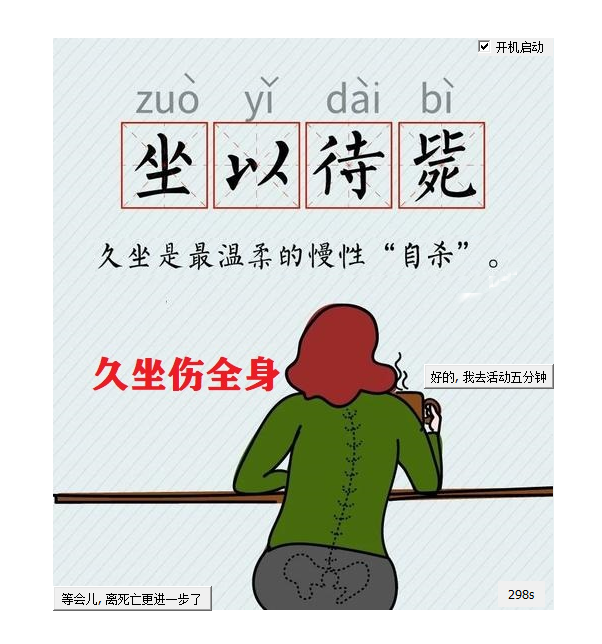 开机启动
zuò yǐ dài bì
坐以待毙
久坐是最温柔的慢性“自杀”。
久坐伤全身
好的, 我去活动五分钟
等会儿, 离死亡更进一步了
298s